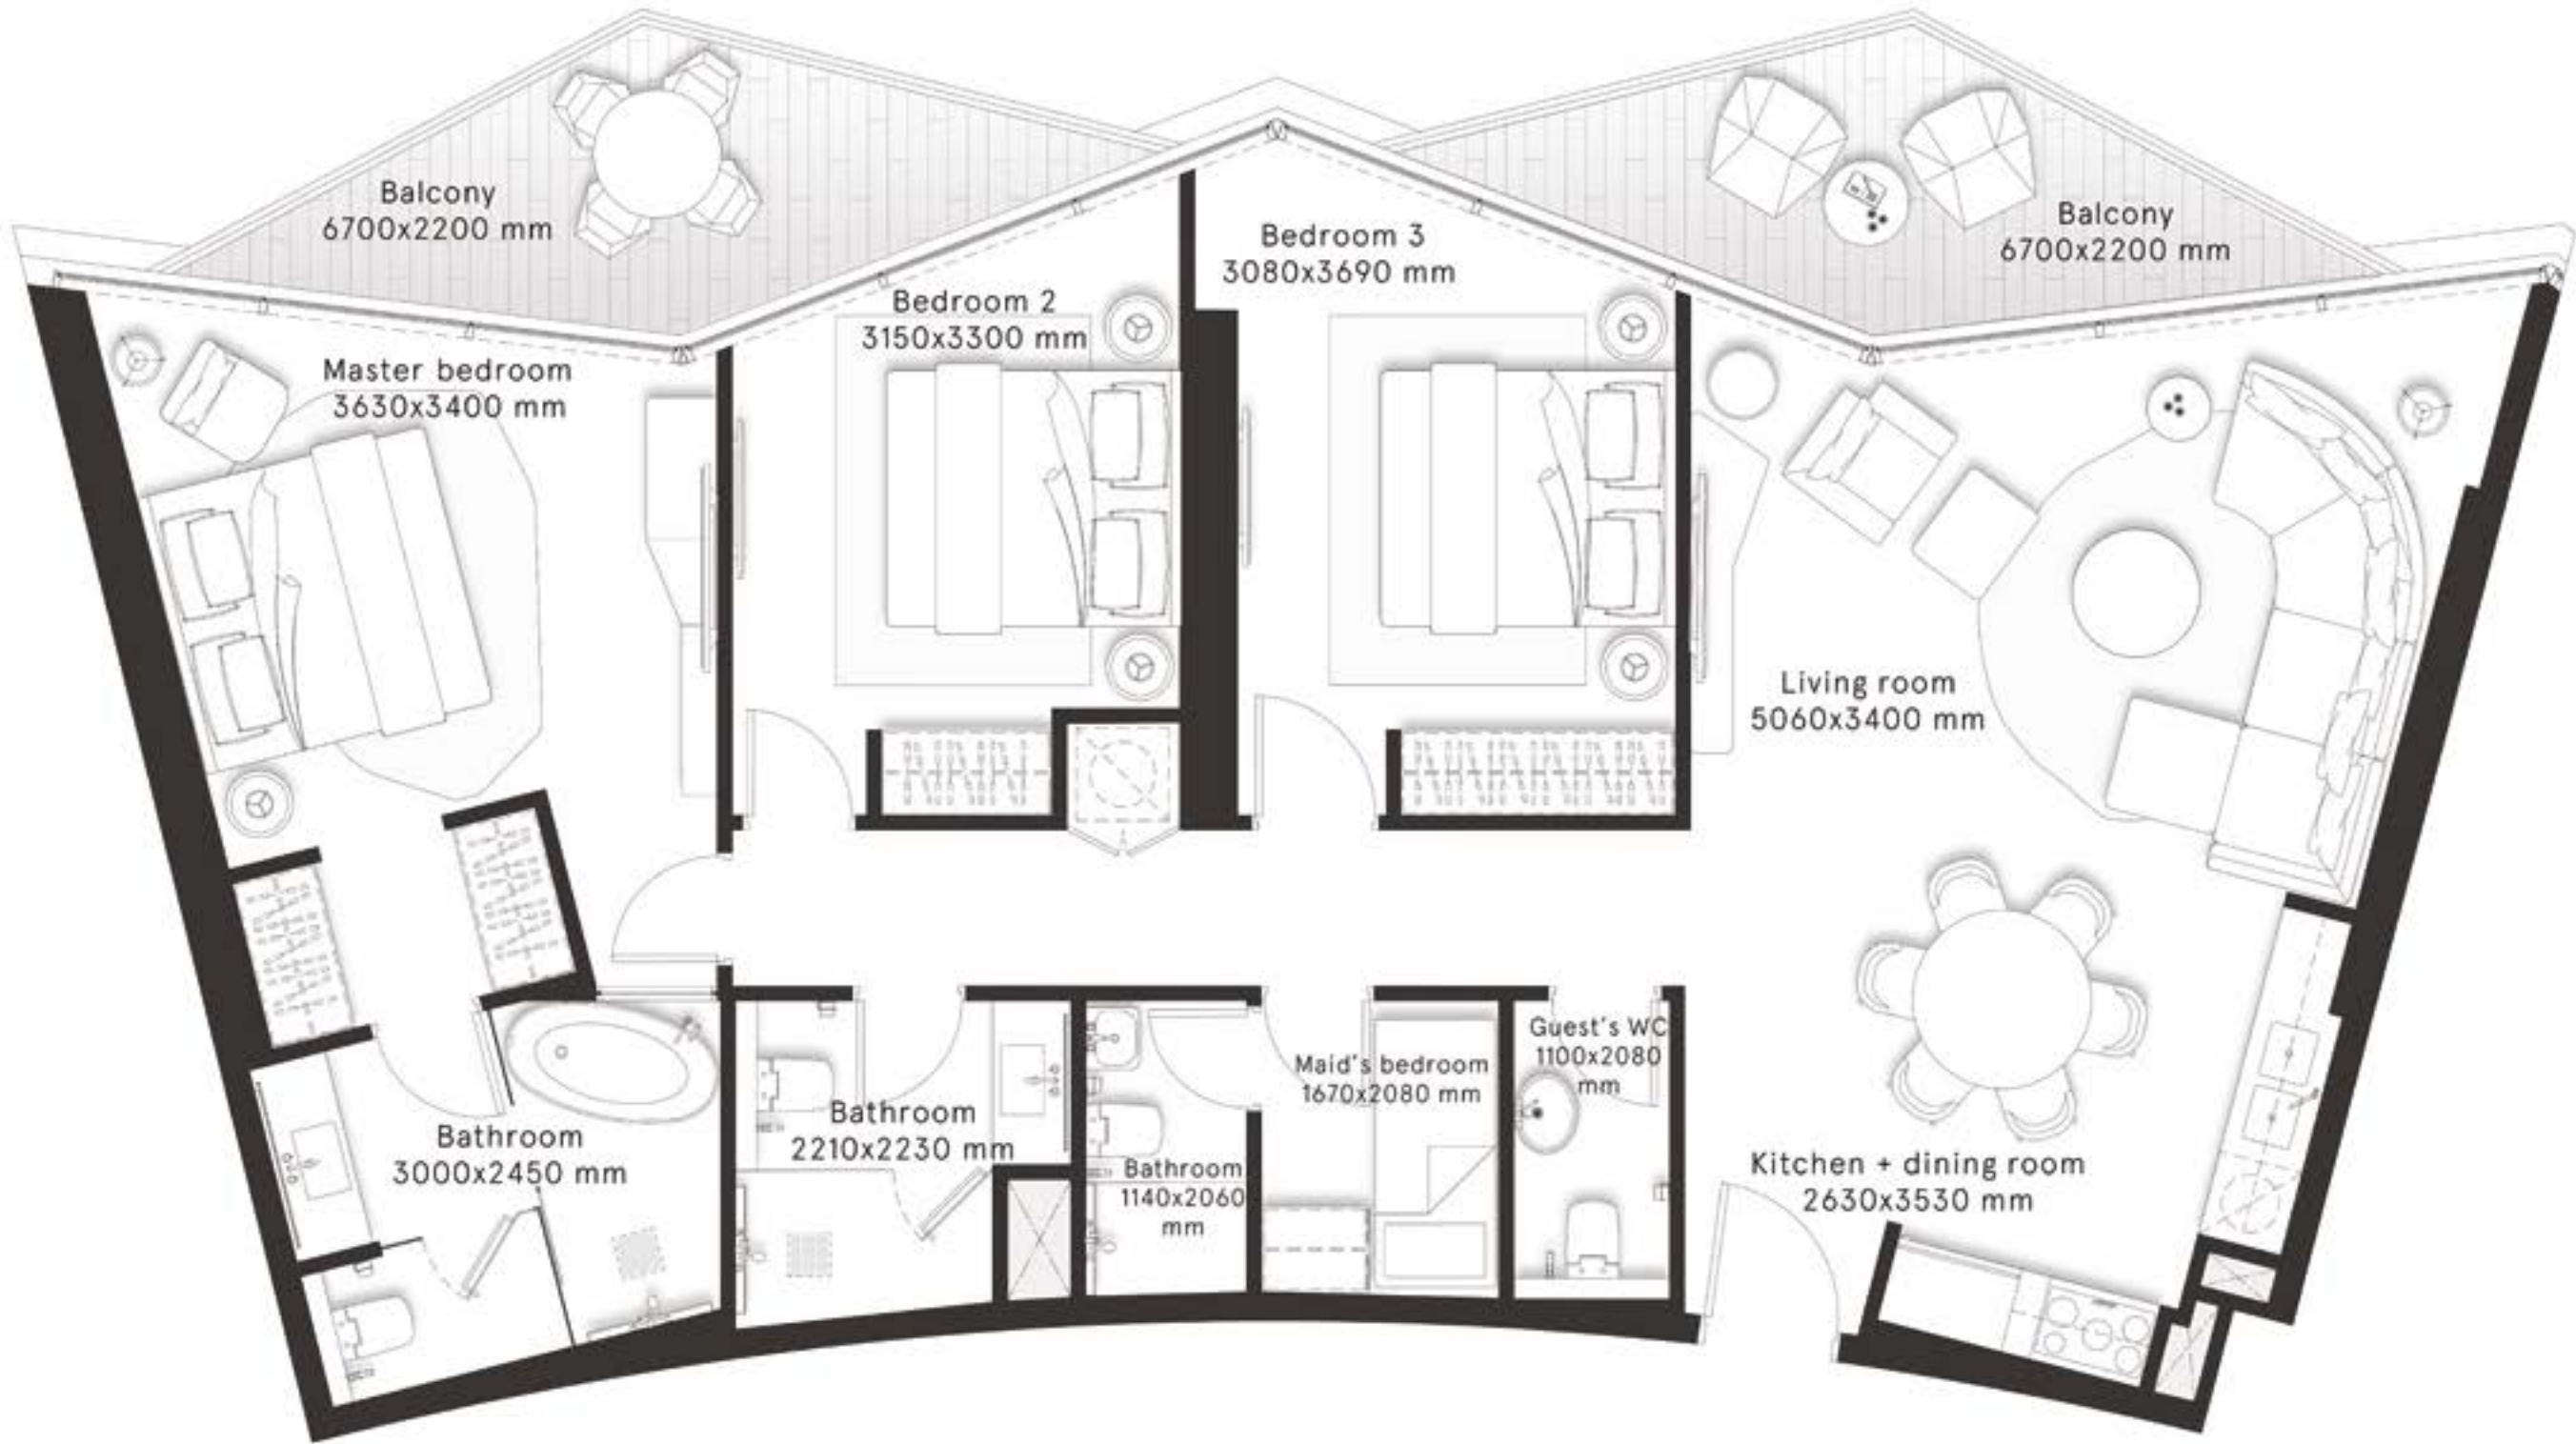 Balcony
6700x2200 mm
Balcony
6700x2200 mm
Bedroom 3
3080x3690 mm
Bedroom 2
3150x3300 mm
Master bedroom
3630x3400 mm
Living room
5060x3400 mm
Guest's WC
1100x2080
mm
Maid's bedroom
1670x2080 mm
Bathroom
2210x2230 mm
Bathroom
3000x2450 mm
Bathroom
1140x2060
mm
Kitchen + dining room
2630x3530 mm